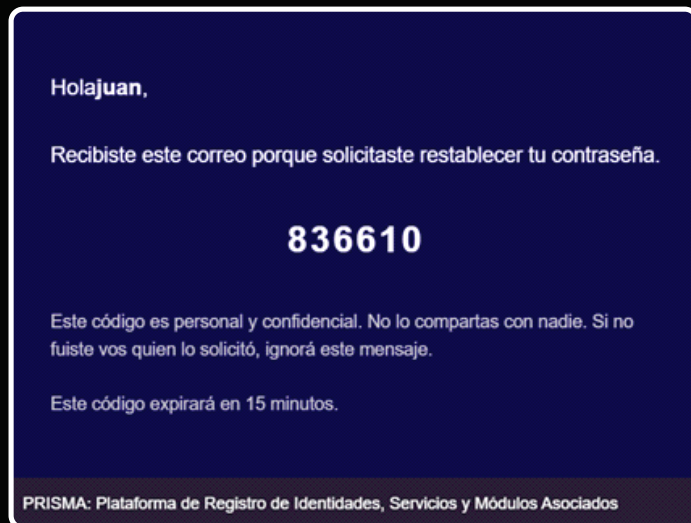 Holajuan,
Recibiste este correo porque solicitaste restablecer tu contraseña.
836610
Este código es personal y confidencial. No lo compartas con nadie. Si no
fuiste vos quien lo solicitó, ignorá este mensaje.
Este código expirará en 15 minutos.
PRISMA: Plataforma de Registro de Identidades, Servicios y Módulos Asociados